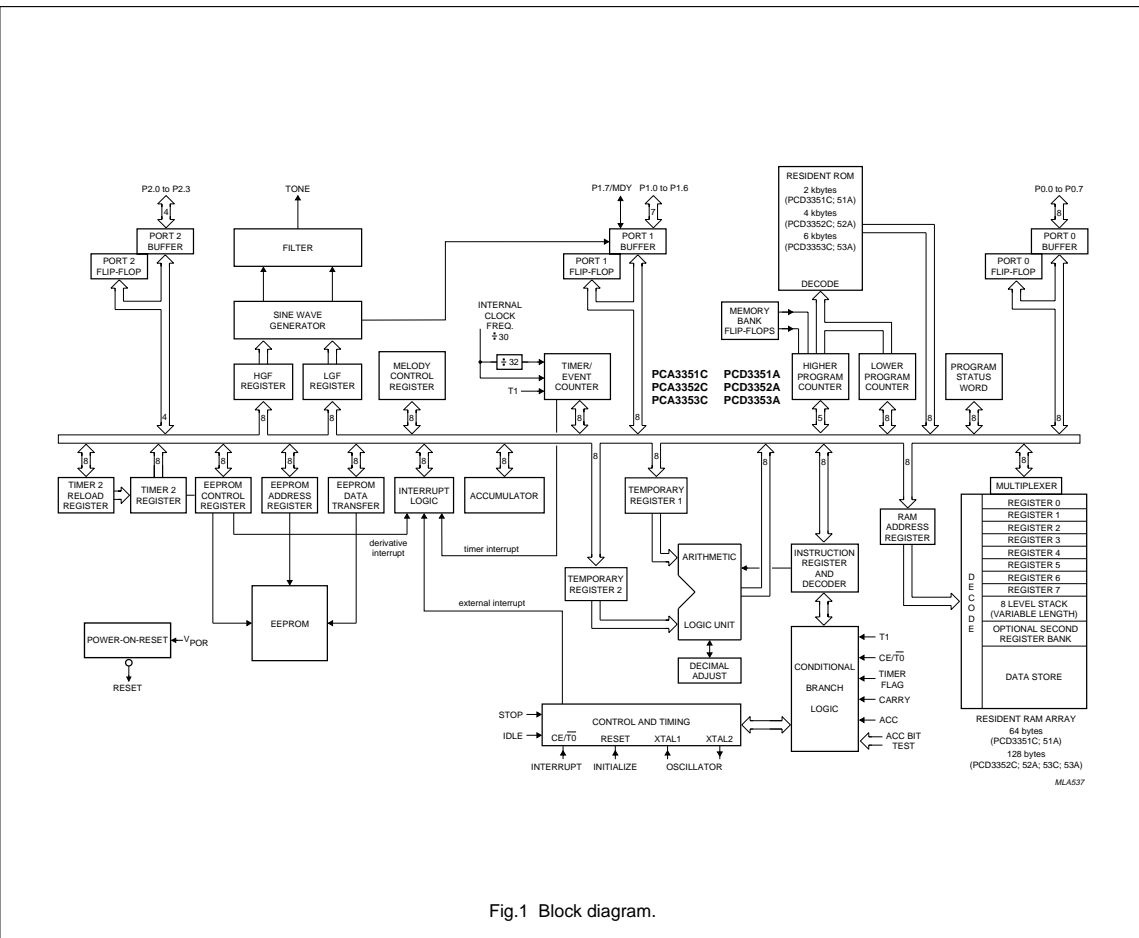 P2.0 to P2.3
4
PORT 2
BUFFER
PORT 2
FLIP-FLOP
4
TONE
FILTER
SINE WAVE
GENERATOR
HGF
REGISTER
8
LGF
REGISTER
8
MELODY
CONTROL
REGISTER
8
INTERNAL
CLOCK
FREQ.
÷ 30
÷ 32
T1
TIMER/
EVENT
COUNTER
8
P1.7/MDY
P1.0 to P1.6
7
PORT 1
BUFFER
PORT 1
FLIP-FLOP
8
PCA3351C PCD3351A
PCA3352C PCD3352A
PCA3353C PCD3353A
RESIDENT ROM
2 kbytes
(PCD3351C; 51A)
4 kbytes
(PCD3352C; 52A)
6 kbytes
(PCD3353C; 53A)
DECODE
MEMORY
BANK
FLIP-FLOPS
HIGHER
PROGRAM
COUNTER
5
LOWER
PROGRAM
COUNTER
8
8
PROGRAM
STATUS
WORD
8
P0.0 to P0.7
8
PORT 0
BUFFER
PORT 0
FLIP-FLOP
8
8
TIMER 2
RELOAD
REGISTER
8
TIMER 2
REGISTER
8
EEPROM
CONTROL
REGISTER
8
EEPROM
ADDRESS
REGISTER
8
EEPROM
DATA
TRANSFER
8
INTERRUPT
LOGIC
8
ACCUMULATOR
derivative
interrupt
timer interrupt
external interrupt
EEPROM
POWER-ON-RESET
VPOR
RESET
8
TEMPORARY
REGISTER 2
8
TEMPORARY
REGISTER 1
8
ARITHMETIC
LOGIC UNIT
DECIMAL
ADJUST
8
INSTRUCTION
REGISTER
AND
DECODER
8
CONDITIONAL
BRANCH
LOGIC
T1
CE/T0
TIMER
FLAG
CARRY
ACC
ACC BIT
TEST
STOP
IDLE
CONTROL AND TIMING
CE/T0 RESET XTAL1 XTAL2
INTERRUPT INITIALIZE OSCILLATOR
8
RAM
ADDRESS
REGISTER
8
MULTIPLEXER
DECODE
REGISTER 0
REGISTER 1
REGISTER 2
REGISTER 3
REGISTER 4
REGISTER 5
REGISTER 6
REGISTER 7
8 LEVEL STACK
(VARIABLE LENGTH)
OPTIONAL SECOND
REGISTER BANK
DATA STORE
RESIDENT RAM ARRAY
64 bytes
(PCD3351C; 51A)
128 bytes
(PCD3352C; 52A, 53C; 53A)
MLA537
Fig.1 Block diagram.